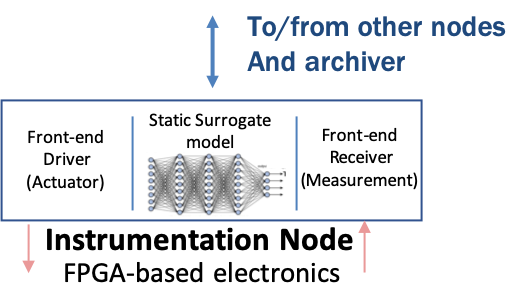 To/from other nodes
And archiver
Front-end
Driver
(Actuator)
Static Surrogate
model
Front-end
Receiver
(Measurement)
Instrumentation Node
FPGA-based electronics